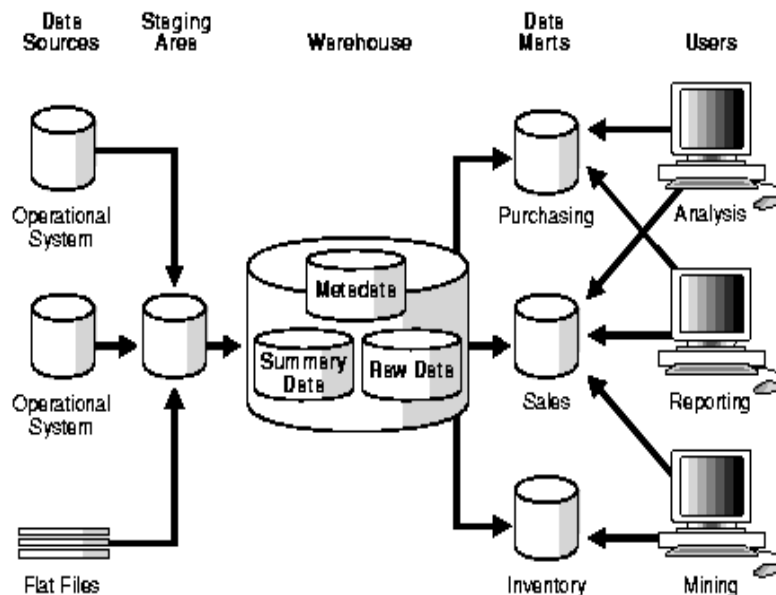 Data Sources
Staging Area
Warehouse
Data Marts
Users
Operational System
Purchasing
Analysis
Metadata
Summary Data
Raw Data
Operational System
Sales
Reporting
Flat Files
Inventory
Mining